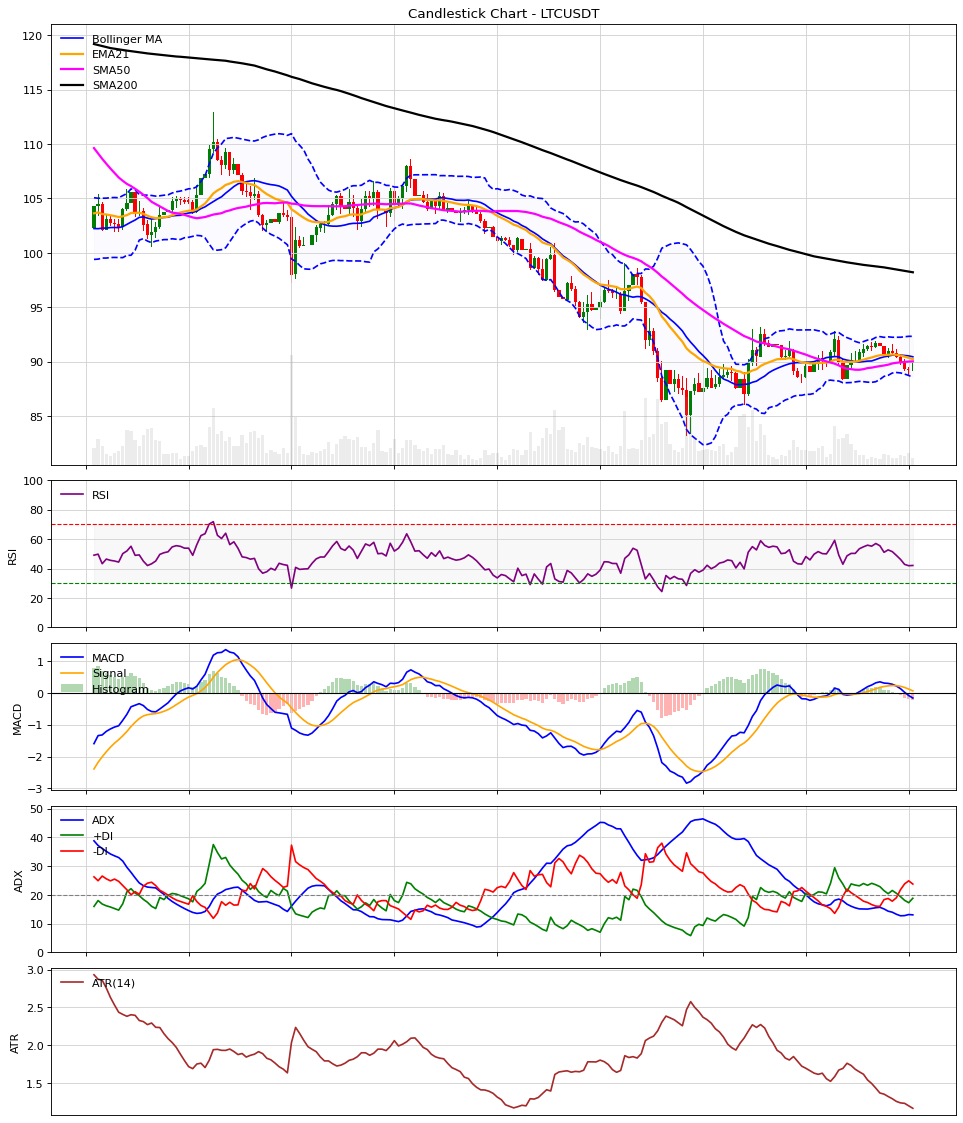 Candlestick Chart - LTCUSDT
120
115
110
105
100
95
90
85
Bollinger MA
EMA21
SMA50
SMA200
100
80
60
40
20
0
RSI
RSI
1
0
−1
−2
−3
MACD
MACD
Signal
Histogram
50
40
30
20
10
0
ADX
ADX
+DI
-DI
3.0
2.5
2.0
1.5
ATR
ATR(14)